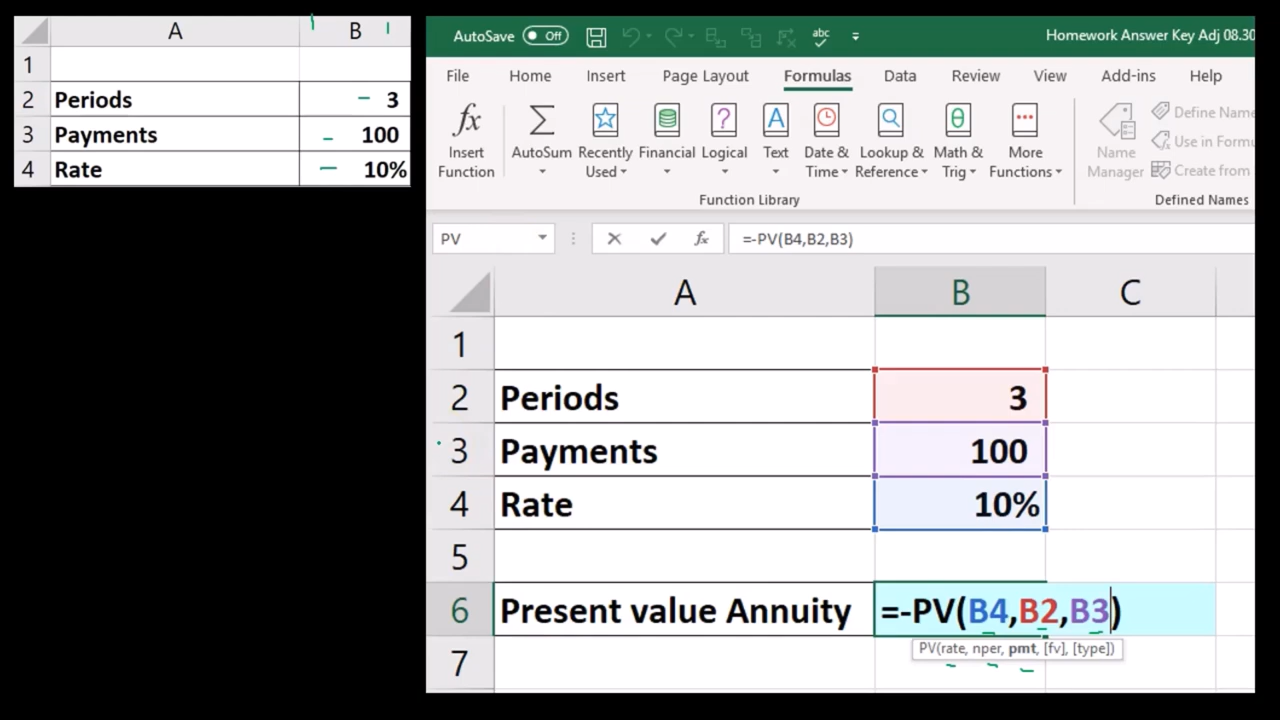 A B
1
2 Periods 3
3 Payments 100
4 Rate 10%
AutoSave Off abc Homework Answer Key Adj 08.30
File Home Insert Page Layout Formulas Data Review View Add-ins Help
fx Insert Function
Σ AutoSum
Recently Used
Financial
? Logical
A Text
Date & Time
Lookup & Reference
θ Math & Trig
More Functions
Name Manager
Define Name
Use in Formu
Create from
Function Library
Defined Names
PV fx =-PV(B4,B2,B3)
A B C
1
2 Periods 3
3 Payments 100
4 Rate 10%
5
6 Present value Annuity =-PV(B4,B2,B3)
PV(rate, nper, pmt, [fv], [type])
7